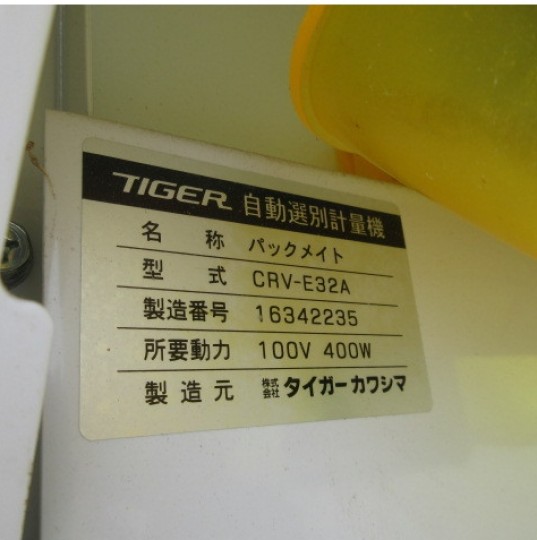 TIGER 自動選別計量機
名 称 パックメイト
型 式 CRV-E32A
製造番号 16342235
所要動力 100V 400W
製造元 株式会社 タイガーカワシマ